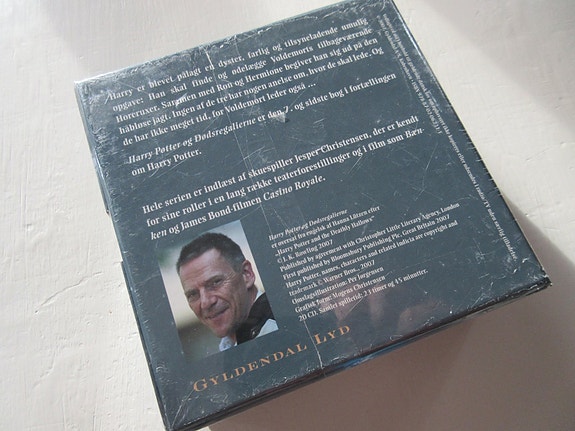 Harry er blevet pålagt en dyster, farlig og tilsyneladende umulig
opgave: Han skal finde og ødelægge Voldemorts tilbageværende
Horcruxer. Sammen med Ron og Hermione begiver han sig ud på den
håbløse jagt. Ingen af de tre har nogen anelse om, hvor de skal lede. Og
de har ikke meget tid, for Voldemort leder også ...
Harry Potter og Dødsregalierne er den 7. og sidste bog i fortællingen
om Harry Potter.
Hele serien er indlæst af skuespiller Jesper Christensen, der er kendt
for sine roller i en lang række teaterforestillinger og i film som Bæn-
ken og James Bond-filmen Casino Royale.
Harry Potter og Dødsregalierne
er oversat fra engelsk af Hanna Lützen efter
„Harry Potter and the Deathly Hallows"
© J. K. Rowling 2007
Published by agreement with Christopher Little Literary Agency, London
First published by Bloomsbury Publishing Plc, Great Britain 2007
Harry Potter, names, characters and related indicia are copyright and
trademark © Warner Bros., 2007
Omslagsillustration: Per Jørgensen
Grafisk form: Mogens Christensen
20 CD. Samlet spilletid: 23 timer og 45 minutter.
GYLDENDAL LYD